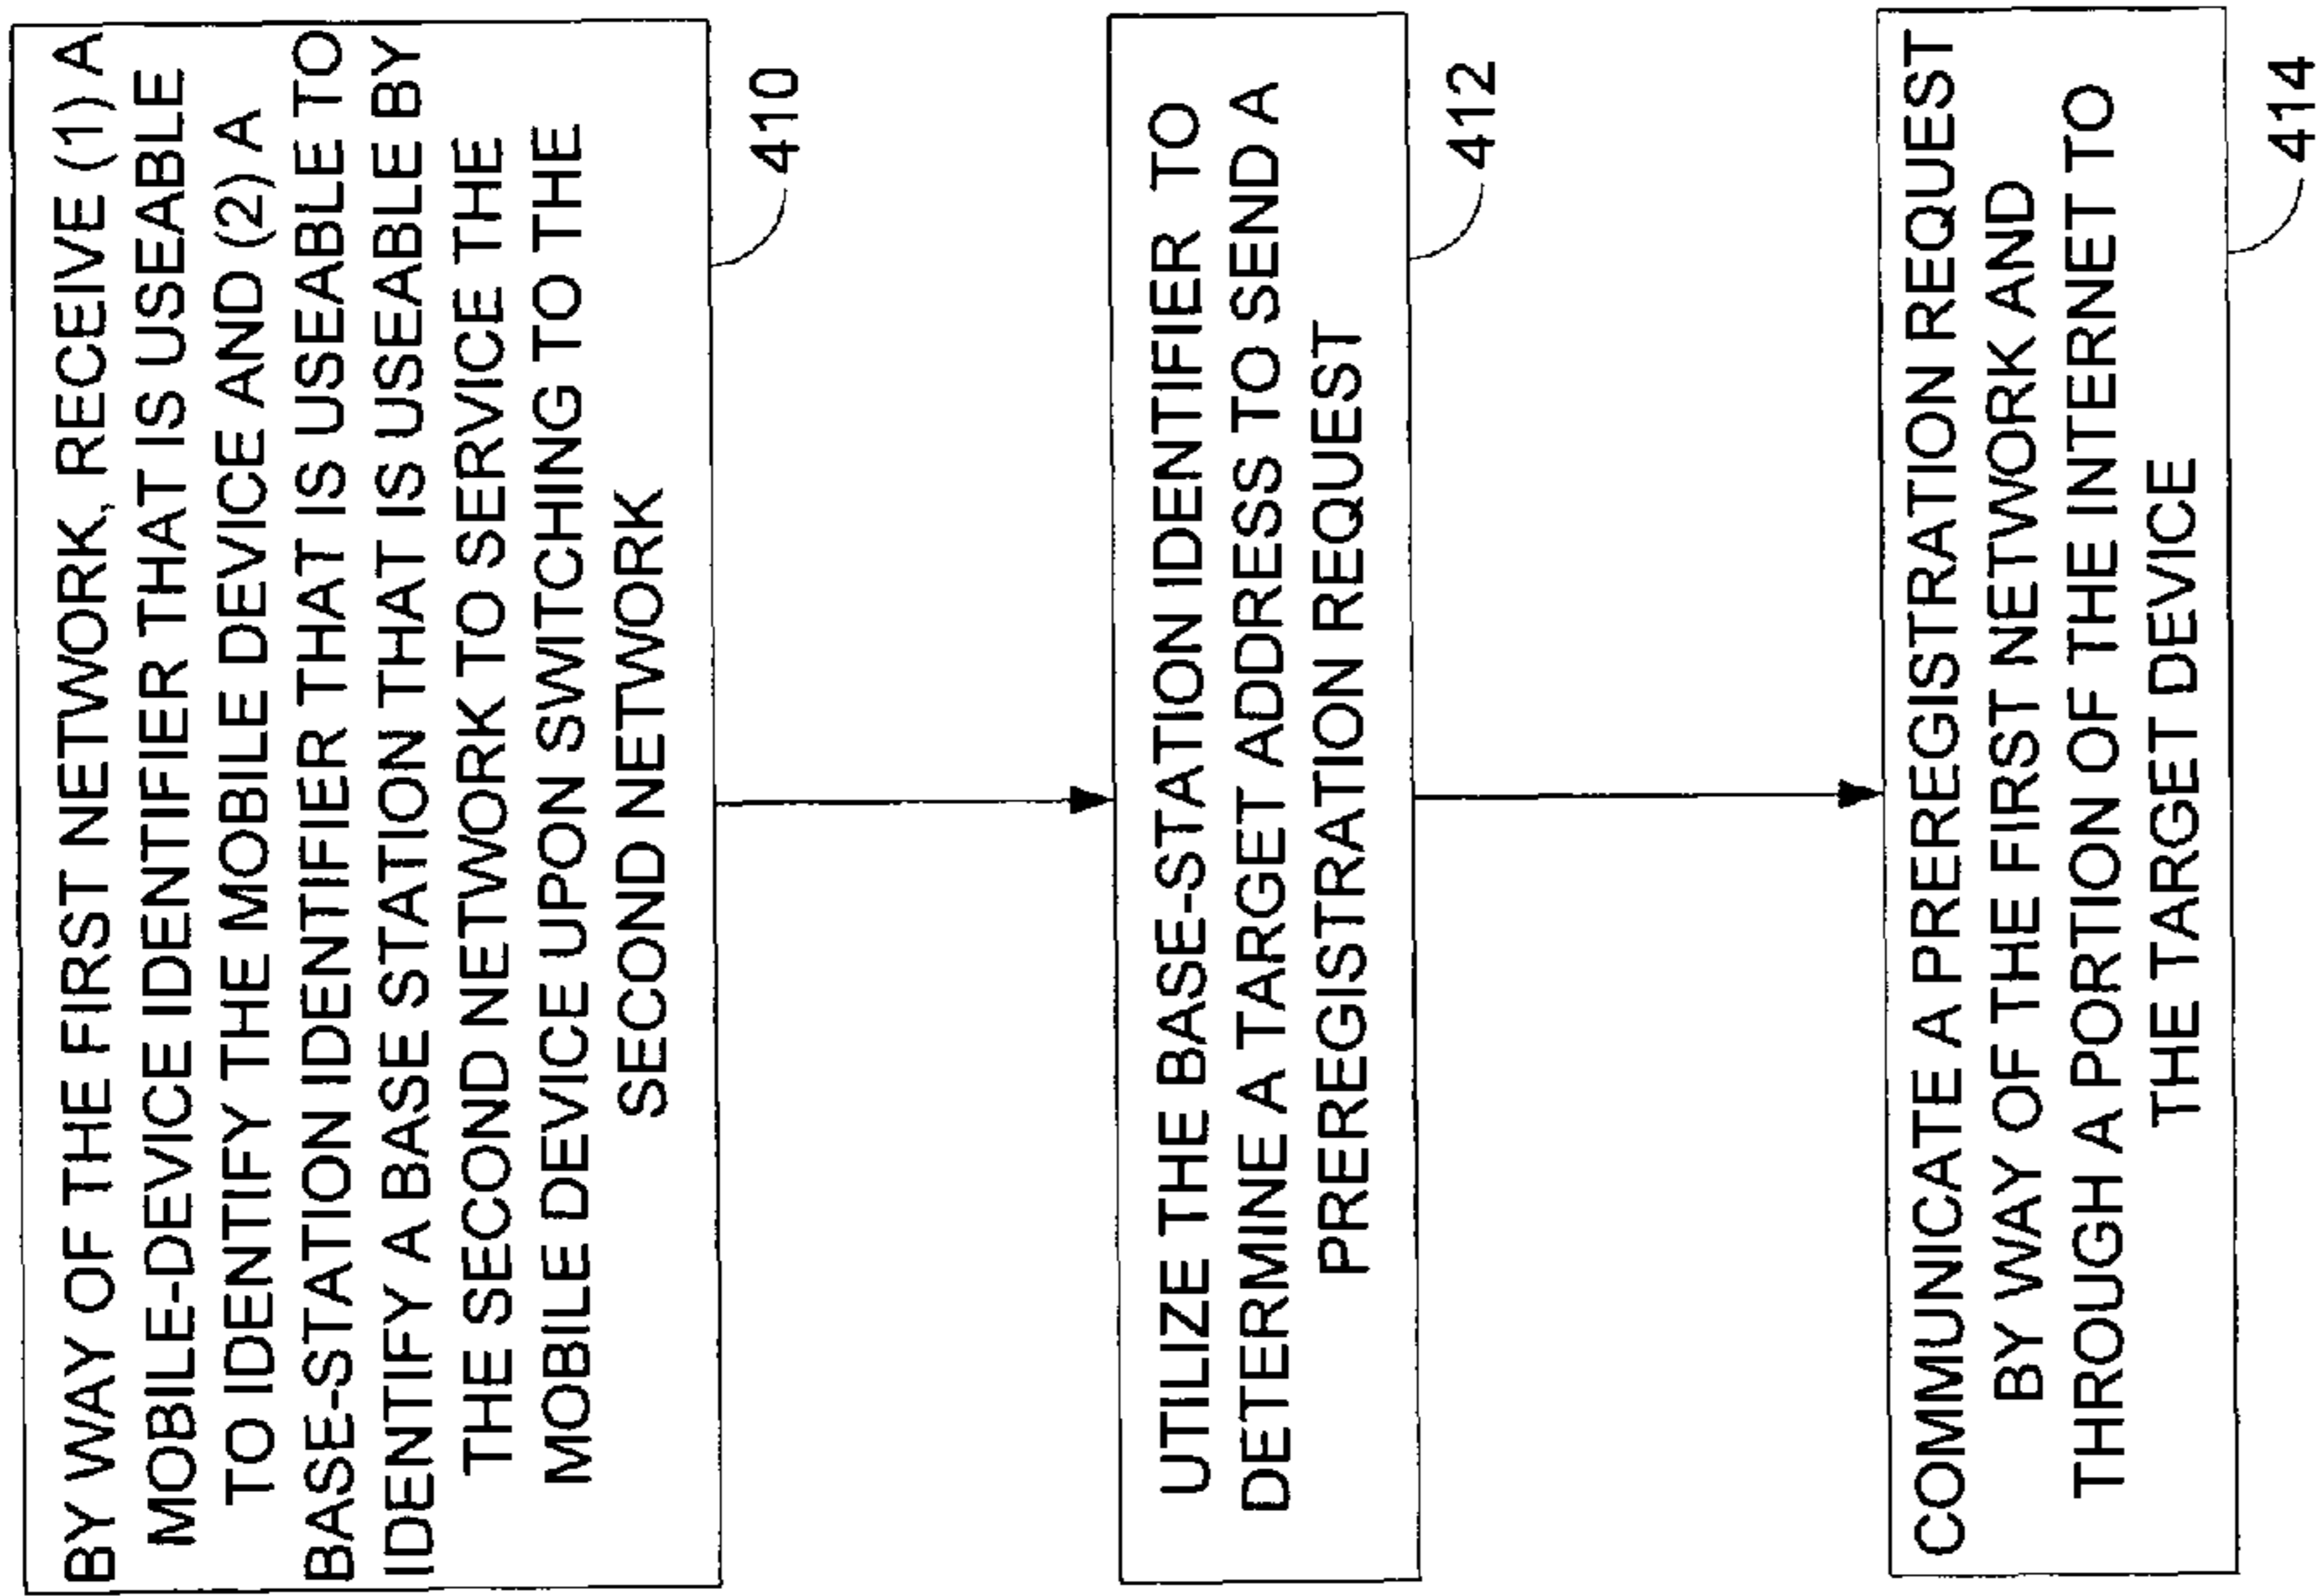 BY WAY OF THE FIRST NETWORK, RECEIVE (1) A
MOBILE-DEVICE IDENTIFIER THAT IS USEABLE
TO IDENTIFY THE MOBILE DEVICE AND (2) A
BASE-STATION IDENTIFIER THAT IS USEABLE TO
IDENTIFY A BASE STATION THAT IS USEABLE BY
THE SECOND NETWORK TO SERVICE THE
MOBILE DEVICE UPON SWITCHING TO THE
SECOND NETWORK
410
UTILIZE THE BASE-STATION IDENTIFIER TO
DETERMINE A TARGET ADDRESS TO SEND A
PREREGISTRATION REQUEST
412
COMMUNICATE A PREREGISTRATION REQUEST
BY WAY OF THE FIRST NETWORK AND
THROUGH A PORTION OF THE INTERNET TO
THE TARGET DEVICE
414